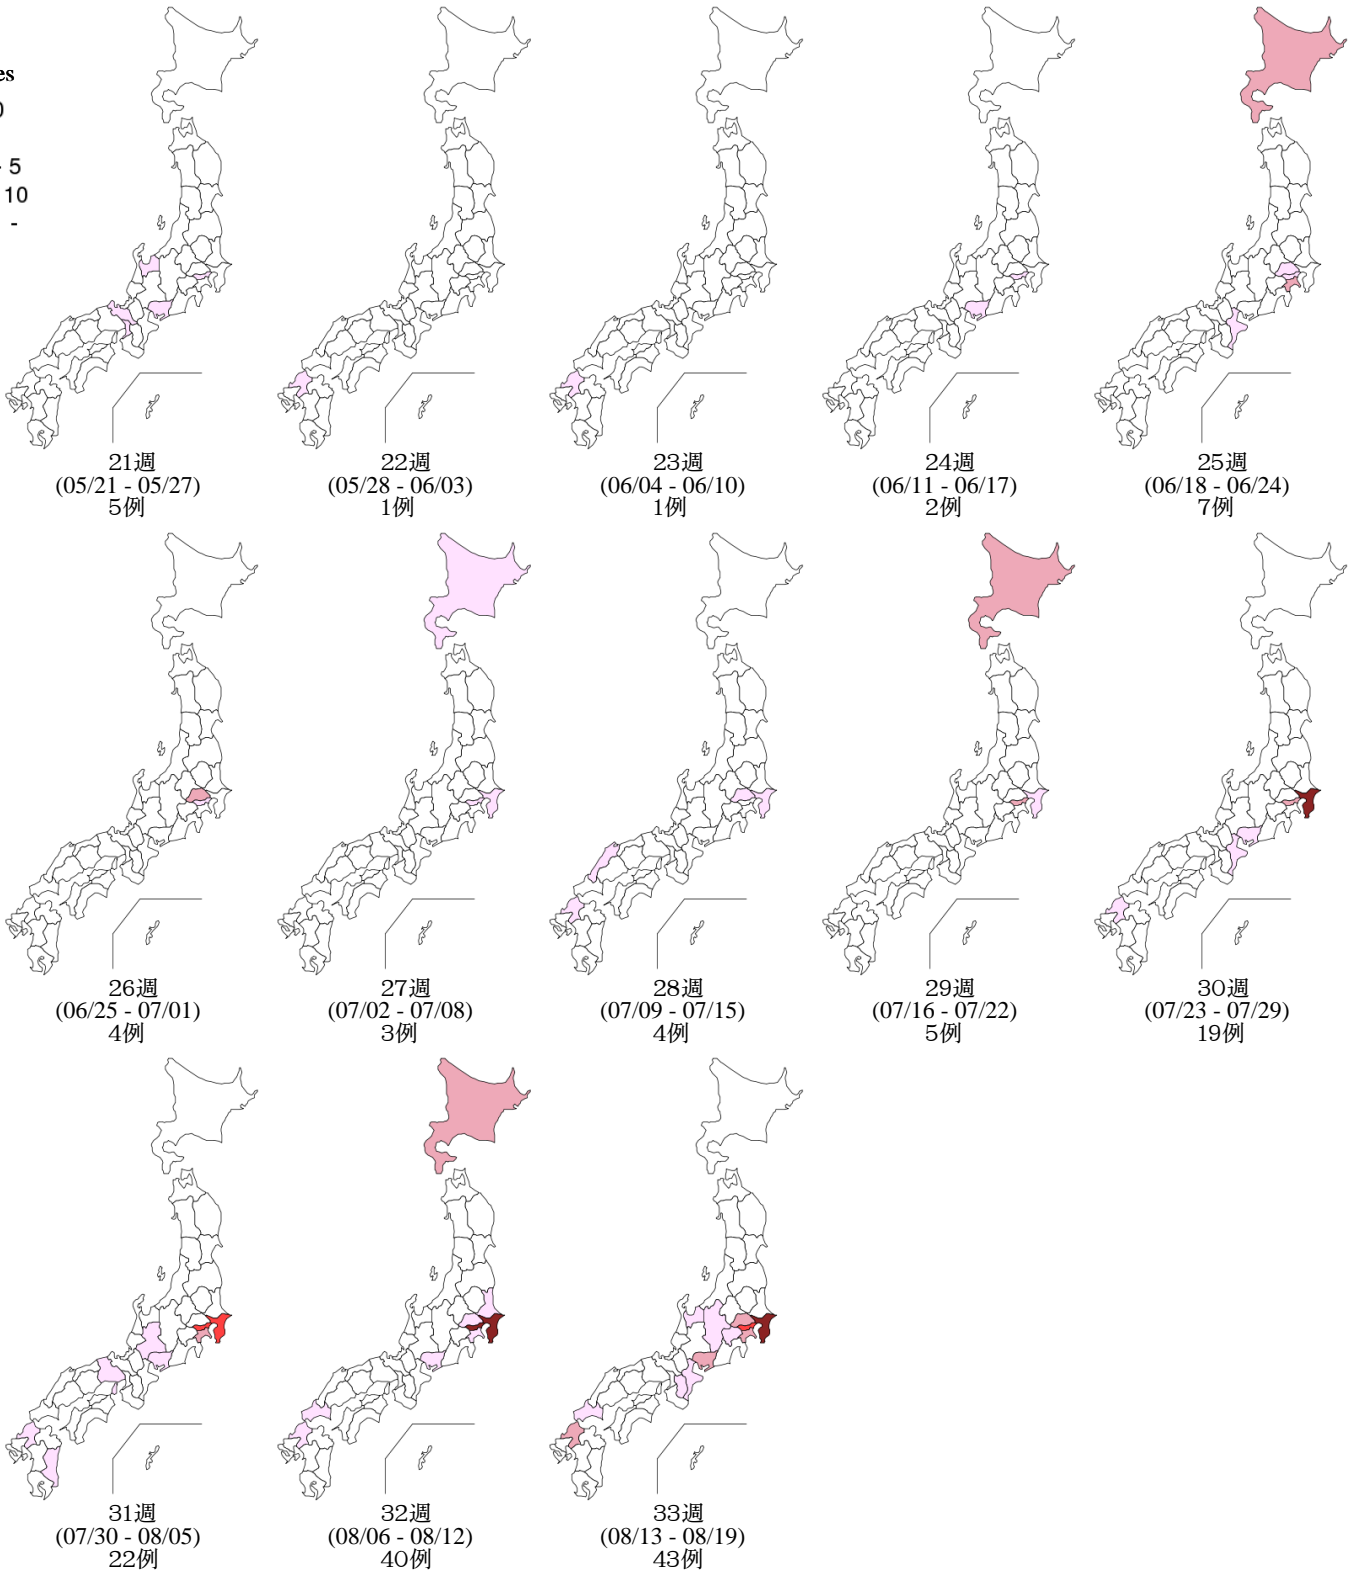 es
0
- 5
10
-
21週
(05/21 - 05/27)
5例
22週
(05/28 - 06/03)
1例
23週
(06/04 - 06/10)
1例
24週
(06/11 - 06/17)
2例
25週
(06/18 - 06/24)
7例
26週
(06/25 - 07/01)
4例
27週
(07/02 - 07/08)
3例
28週
(07/09 - 07/15)
4例
29週
(07/16 - 07/22)
5例
30週
(07/23 - 07/29)
19例
31週
(07/30 - 08/05)
22例
32週
(08/06 - 08/12)
40例
33週
(08/13 - 08/19)
43例